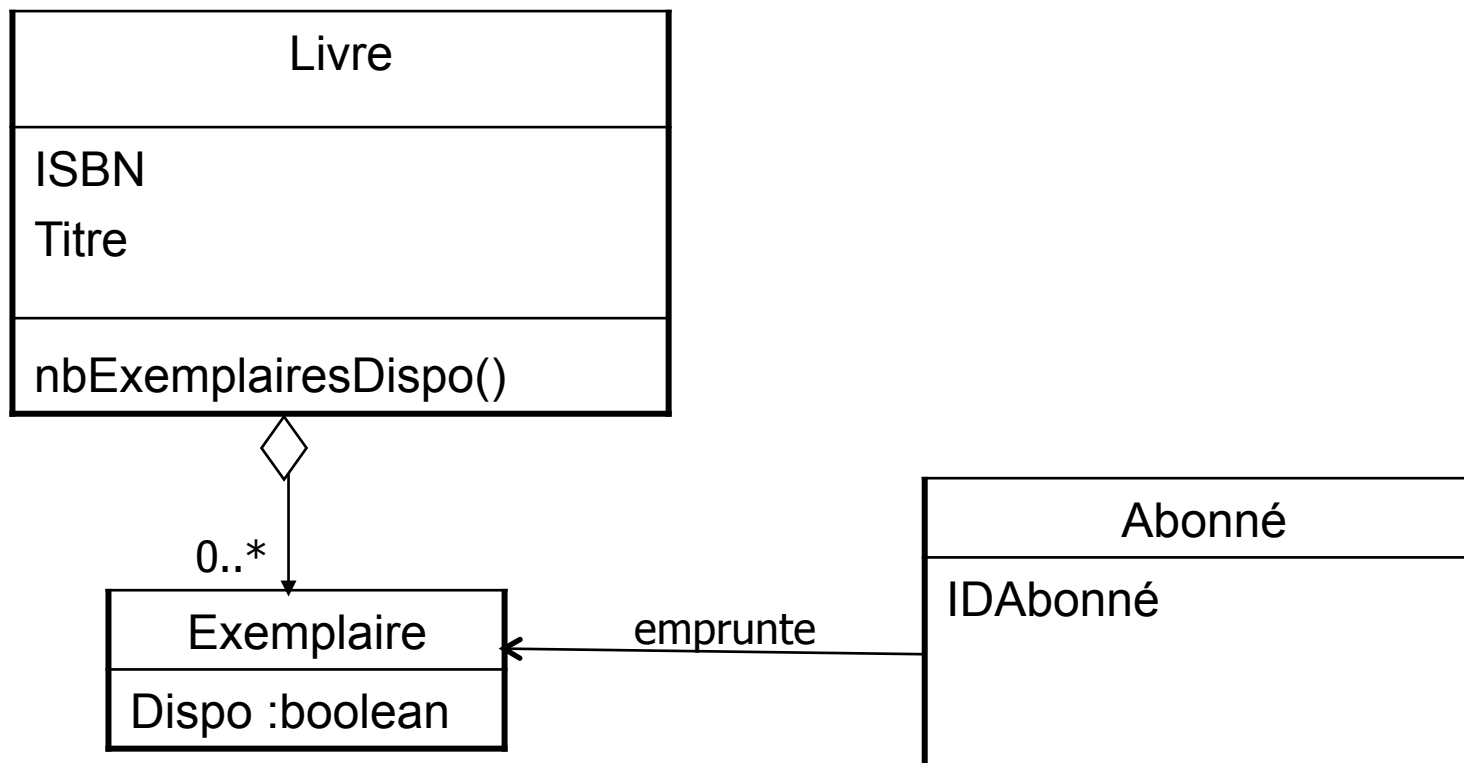 Livre
ISBN
Titre
nbExemplairesDispo()
0..*
Exemplaire
Dispo :boolean
emprunte
Abonné
IDAbonné